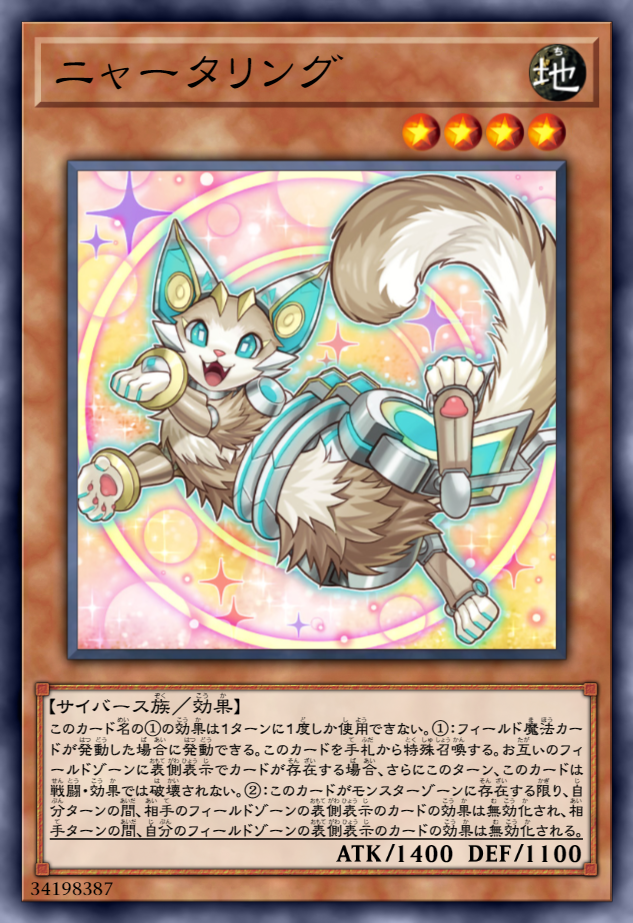 ニャータリング
地
【サイバース族／効果】
このカード名の①の効果は1ターンに1度しか使用できない。①：フィールド魔法カー
ドが発動した場合に発動できる。このカードを手札から特殊召喚する。お互いのフィ
ールドゾーンに表側表示でカードが存在する場合、さらにこのターン、このカードは
戦闘・効果では破壊されない。②：このカードがモンスターゾーンに存在する限り、自
分ターンの間、相手のフィールドゾーンの表側表示のカードの効果は無効化され、相
手ターンの間、自分のフィールドゾーンの表側表示のカードの効果は無効化される。
ATK/1400 DEF/1100
34198387